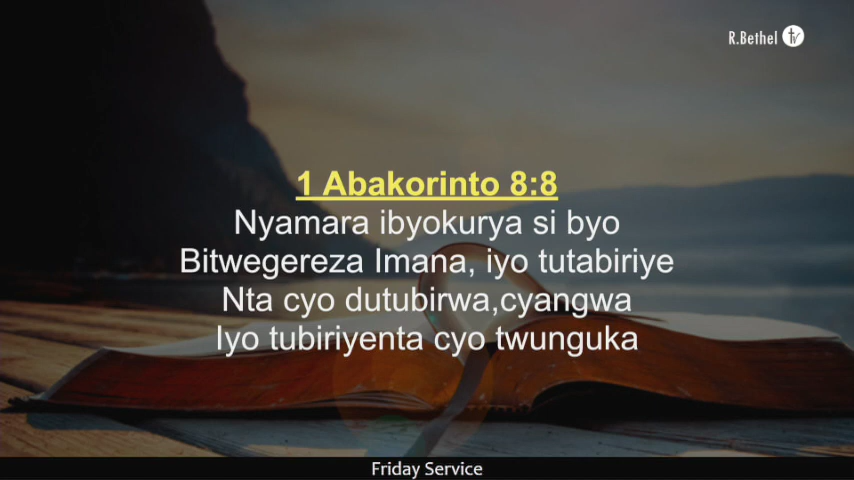 R.Bethel tv
1 Abakorinto 8:8
Nyamara ibyokurya si byo
Bitwegereza Imana, iyo tutabiriye
Nta cyo dutubirwa,cyangwa
Iyo tubiriyenta cyo twunguka
Friday Service